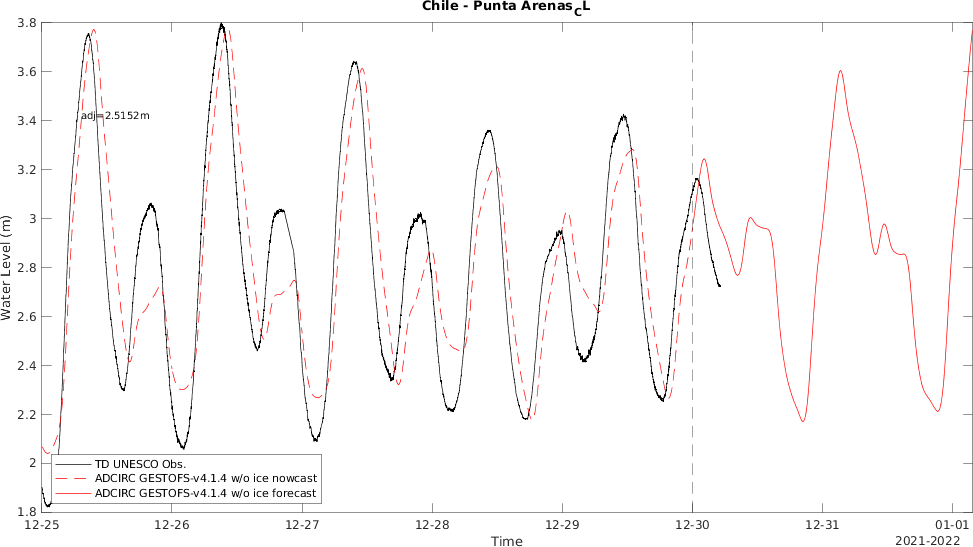 Chile - Punta Arenas_CL
3.8
3.6
3.4
3.2
3
2.8
2.6
2.4
2.2
2
1.8
Water Level (m)
adj=2.5152m
TD UNESCO Obs.
ADCIRC GESTOFS-v4.1.4 w/o ice nowcast
ADCIRC GESTOFS-v4.1.4 w/o ice forecast
12-25 12-26 12-27 12-28 12-29 12-30 12-31 01-01
Time
2021-2022